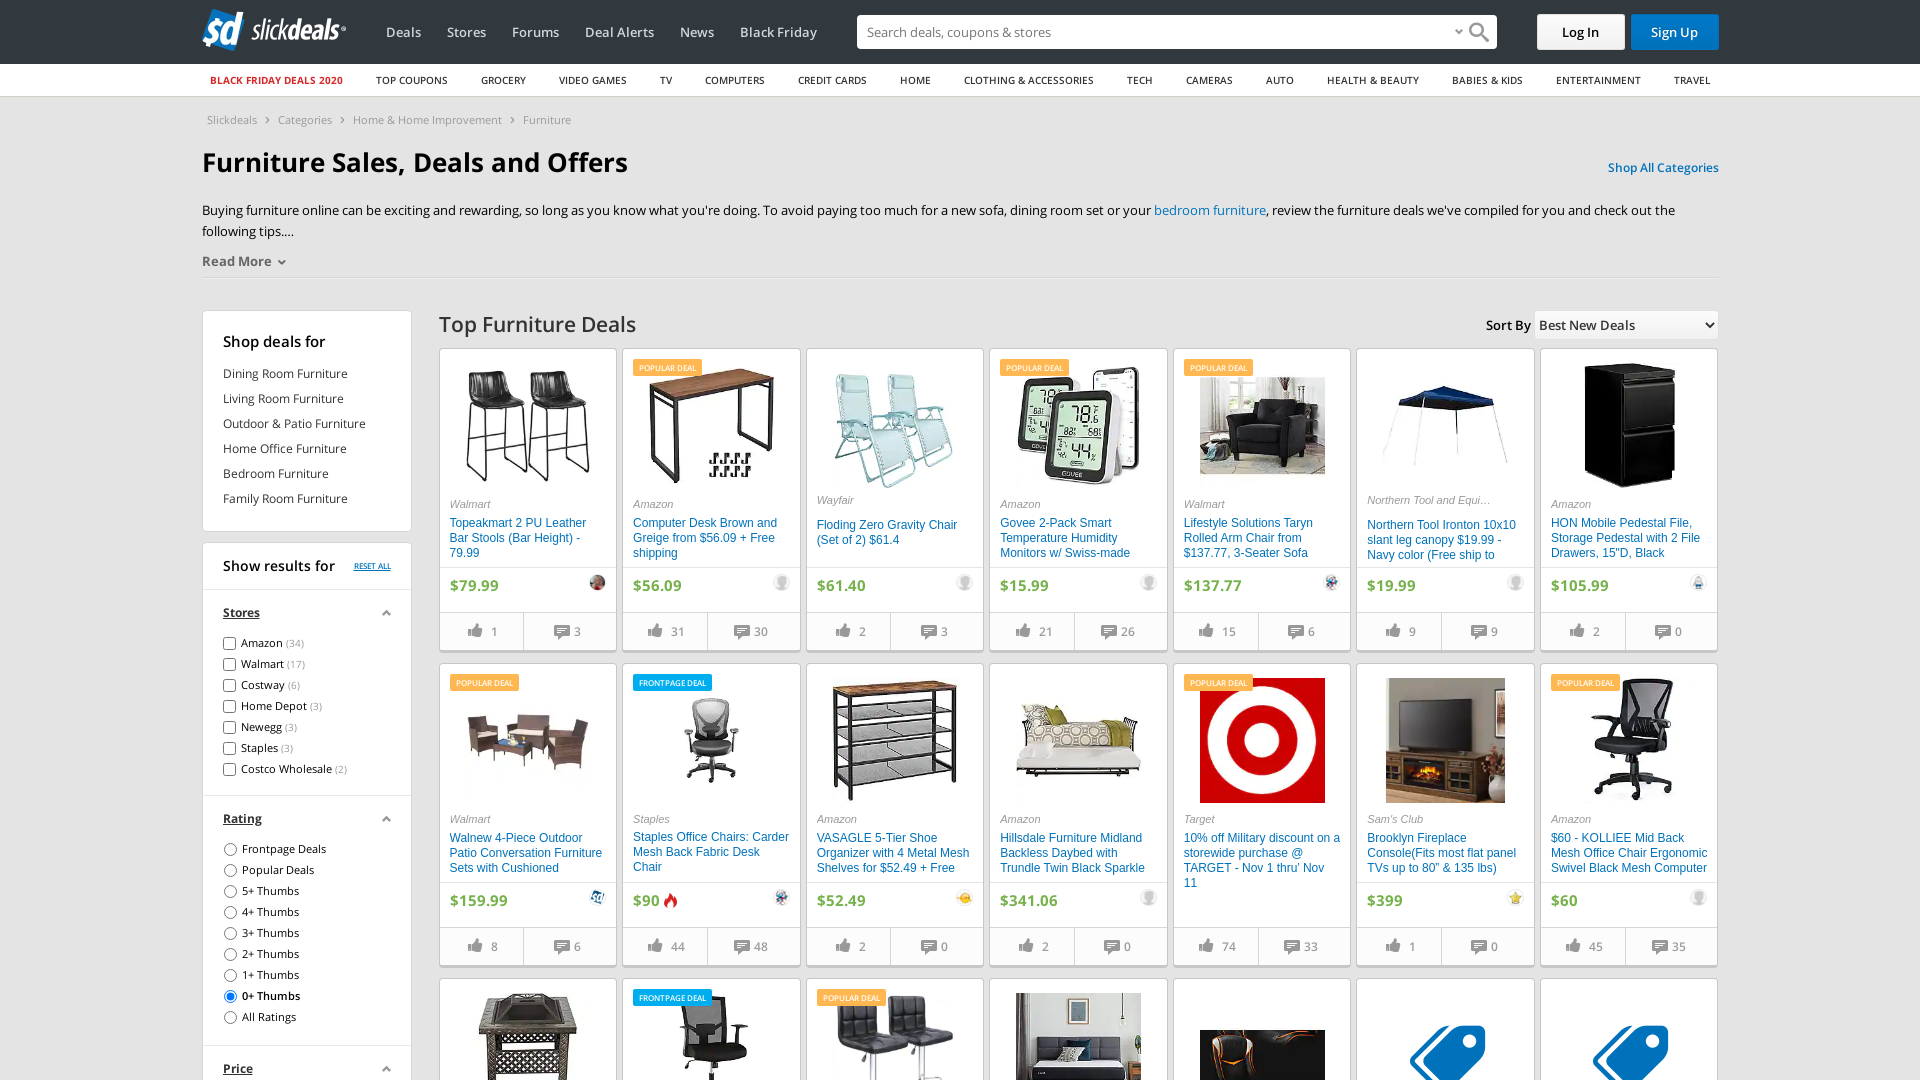 sd slickdeals
Deals
Stores
Forums
Deal Alerts
News
Black Friday
Search deals, coupons & stores
Log In
Sign Up
BLACK FRIDAY DEALS 2020
TOP COUPONS
GROCERY
VIDEO GAMES
TV
COMPUTERS
CREDIT CARDS
HOME
CLOTHING & ACCESSORIES
TECH
CAMERAS
AUTO
HEALTH & BEAUTY
BABIES & KIDS
ENTERTAINMENT
TRAVEL
Slickdeals > Categories > Home & Home Improvement > Furniture
Furniture Sales, Deals and Offers
Shop All Categories
Buying furniture online can be exciting and rewarding, so long as you know what you're doing. To avoid paying too much for a new sofa, dining room set or your bedroom furniture, review the furniture deals we've compiled for you and check out the
following tips....
Read More
Shop deals for
Dining Room Furniture
Living Room Furniture
Outdoor & Patio Furniture
Home Office Furniture
Bedroom Furniture
Family Room Furniture
Show results for
RESET ALL
Stores
Amazon (34)
Walmart (17)
Costway (6)
Home Depot (3)
Newegg (3)
Staples (3)
Costco Wholesale (2)
Rating
Frontpage Deals
Popular Deals
5+ Thumbs
4+ Thumbs
3+ Thumbs
2+ Thumbs
1+ Thumbs
0+ Thumbs
All Ratings
Price
Top Furniture Deals
Sort By
Best New Deals
Walmart
Topeakmart 2 PU Leather
Bar Stools (Bar Height) -
79.99
$79.99
1
3
POPULAR DEAL
Amazon
Computer Desk Brown and
Greige from $56.09 + Free
shipping
$56.09
31
30
Wayfair
Floding Zero Gravity Chair
(Set of 2) $61.4
$61.40
2
3
POPULAR DEAL
GOVEE
Amazon
Govee 2-Pack Smart
Temperature Humidity
Monitors w/ Swiss-made
$15.99
21
26
POPULAR DEAL
Walmart
Lifestyle Solutions Taryn
Rolled Arm Chair from
$137.77, 3-Seater Sofa
$137.77
15
6
Northern Tool and Equi...
Northern Tool Ironton 10x10
slant leg canopy $19.99 -
Navy color (Free ship to
$19.99
9
9
Amazon
HON Mobile Pedestal File,
Storage Pedestal with 2 File
Drawers, 15"D, Black
$105.99
2
0
POPULAR DEAL
Walmart
Walnew 4-Piece Outdoor
Patio Conversation Furniture
Sets with Cushioned
$159.99
8
6
FRONTPAGE DEAL
Staples
Staples Office Chairs: Carder
Mesh Back Fabric Desk
Chair
$90
44
48
Amazon
VASAGLE 5-Tier Shoe
Organizer with 4 Metal Mesh
Shelves for $52.49 + Free
$52.49
2
0
Amazon
Hillsdale Furniture Midland
Backless Daybed with
Trundle Twin Black Sparkle
$341.06
2
0
POPULAR DEAL
Target
10% off Military discount on a
storewide purchase @
TARGET - Nov 1 thru' Nov
11
74
33
Sam's Club
Brooklyn Fireplace
Console(Fits most flat panel
TVs up to 80” & 135 lbs)
$399
1
0
POPULAR DEAL
Amazon
$60 - KOLLIEE Mid Back
Mesh Office Chair Ergonomic
Swivel Black Mesh Computer
$60
45
35
FRONTPAGE DEAL
POPULAR DEAL